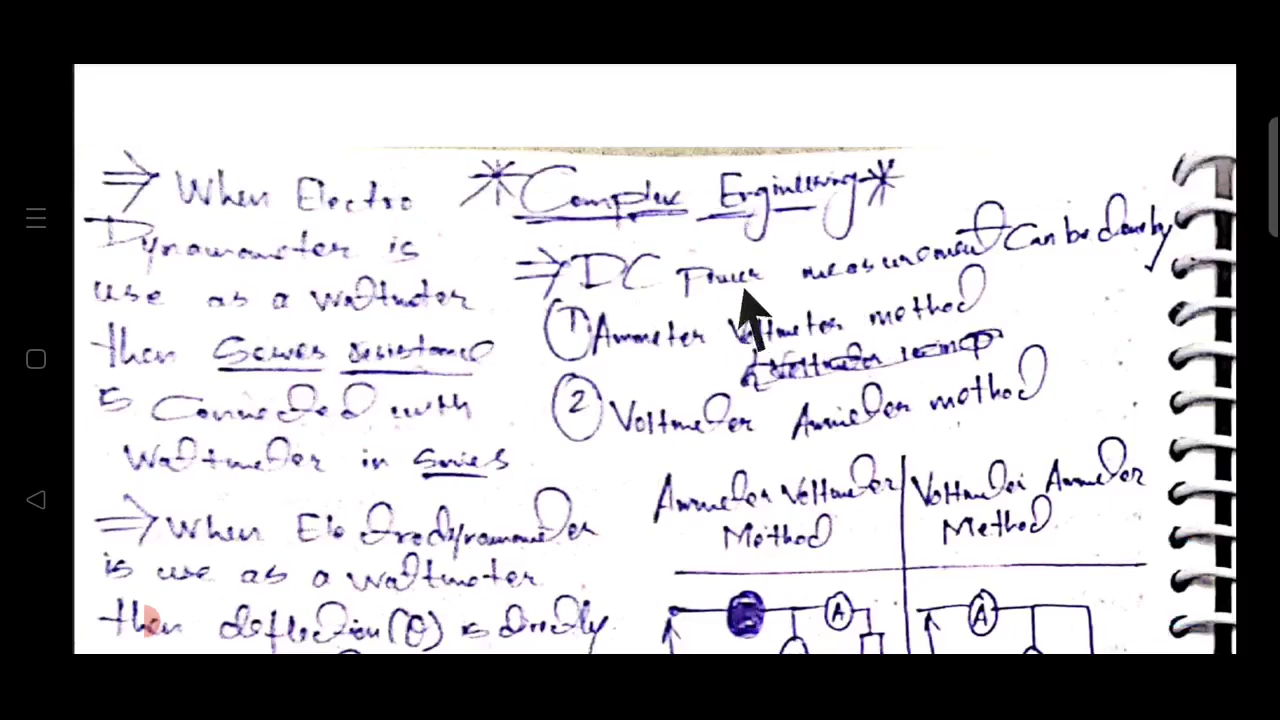 * Complex Engineering *
⇒ When Electro
Dynamometer is
use as a wattmeter
then Series resistance
is Connected with
wattmeter in Series
⇒ When Electrodynamometer
is use as a wattmeter
then deflection (θ) is directly
⇒ DC Power measurement Can be done by
① Ammeter Voltmeter method
② Voltmeter Ammeter method
Ammeter Voltmeter
Method
Voltmeter Ammeter
Method
A
A